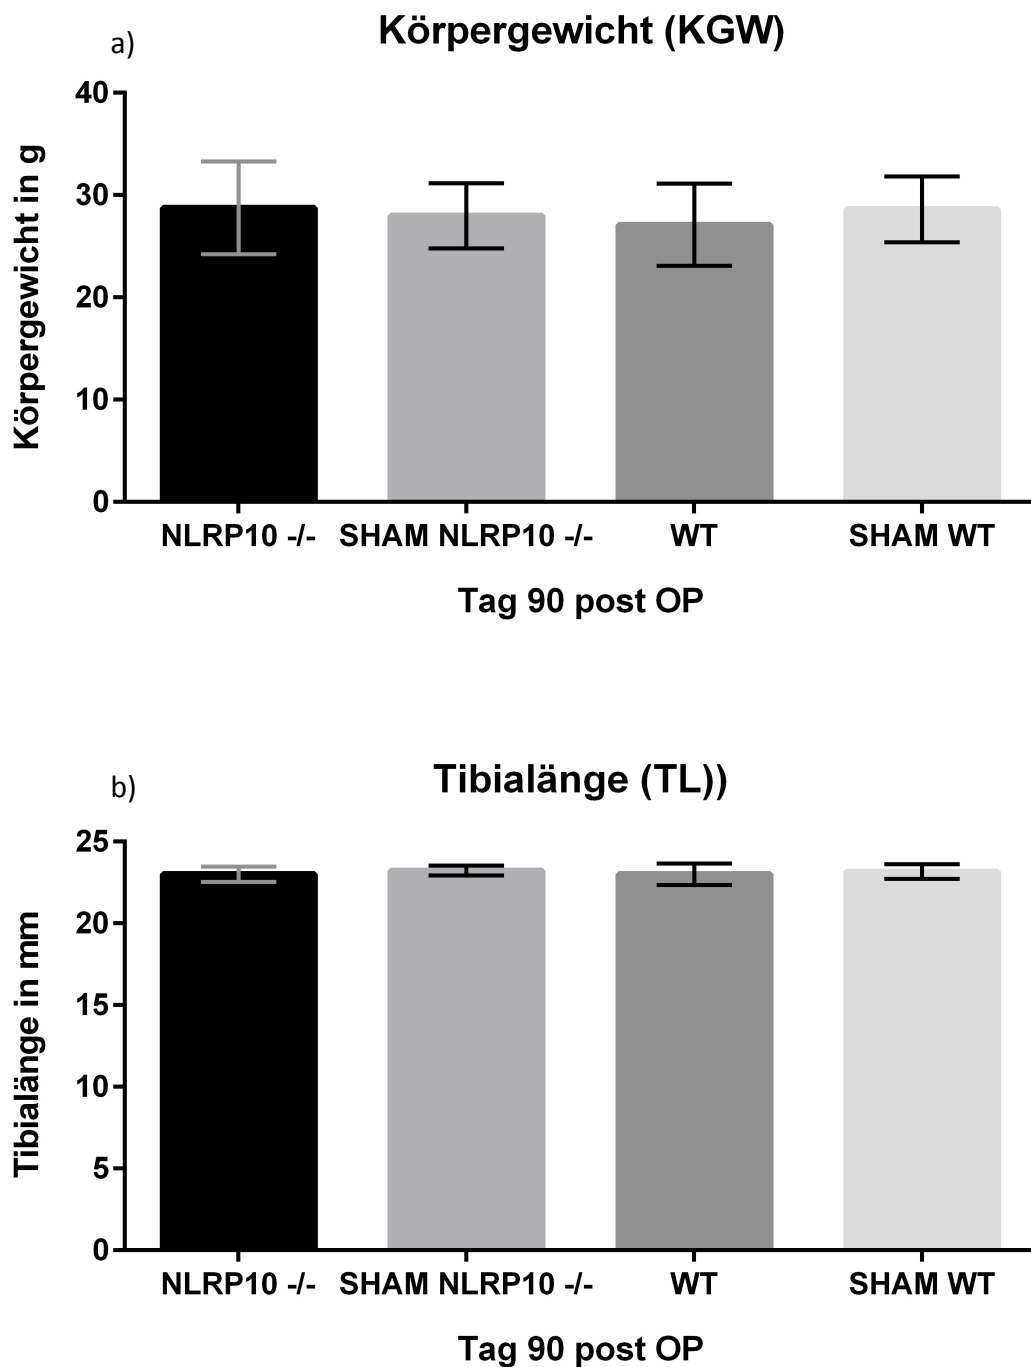 a)
Körpergewicht (KGW)
Körpergewicht in g
40
30
20
10
0
NLRP10 -/- SHAM NLRP10 -/- WT SHAM WT
Tag 90 post OP
b)
Tibialänge (TL))
Tibialänge in mm
25
20
15
10
5
0
NLRP10 -/- SHAM NLRP10 -/- WT SHAM WT
Tag 90 post OP